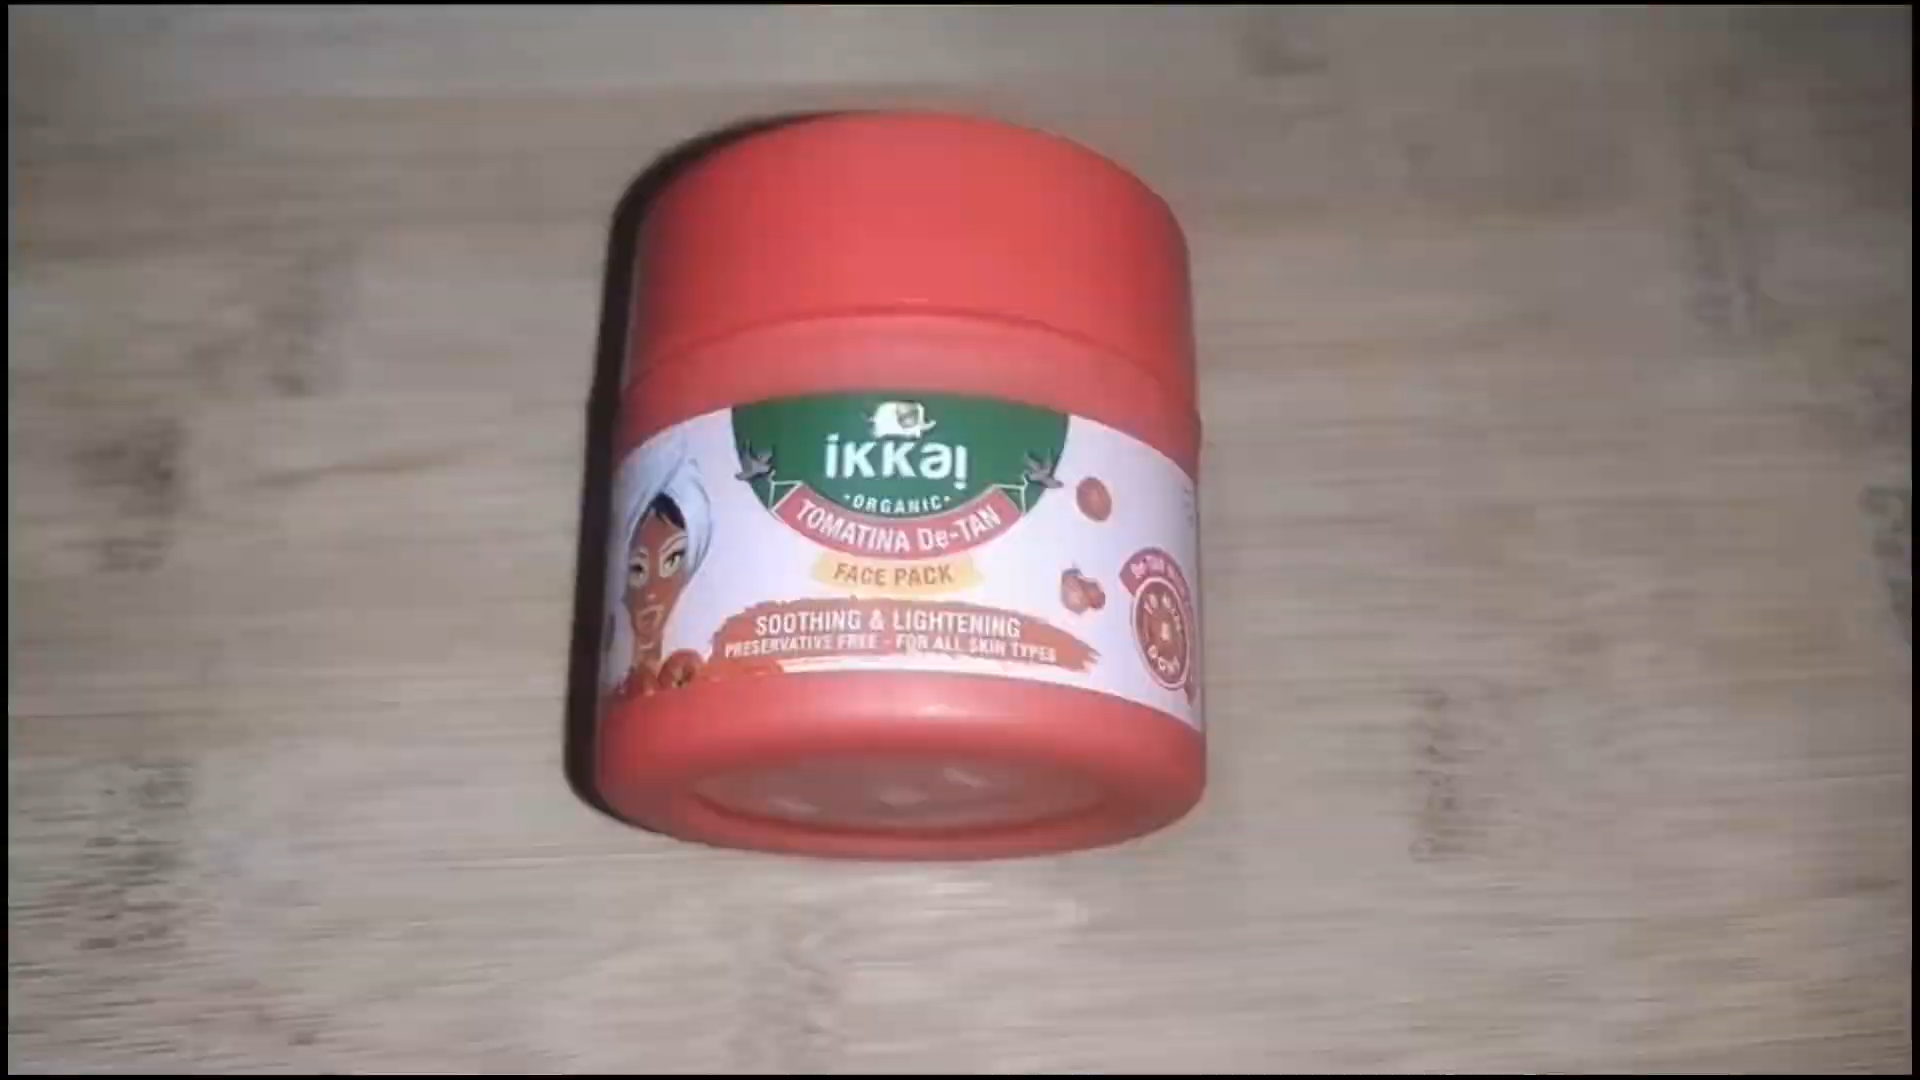 iKKai
•ORGANIC•
TOMATINA De-TAN
FACE PACK
SOOTHING & LIGHTENING
PRESERVATIVE FREE - FOR ALL SKIN TYPES